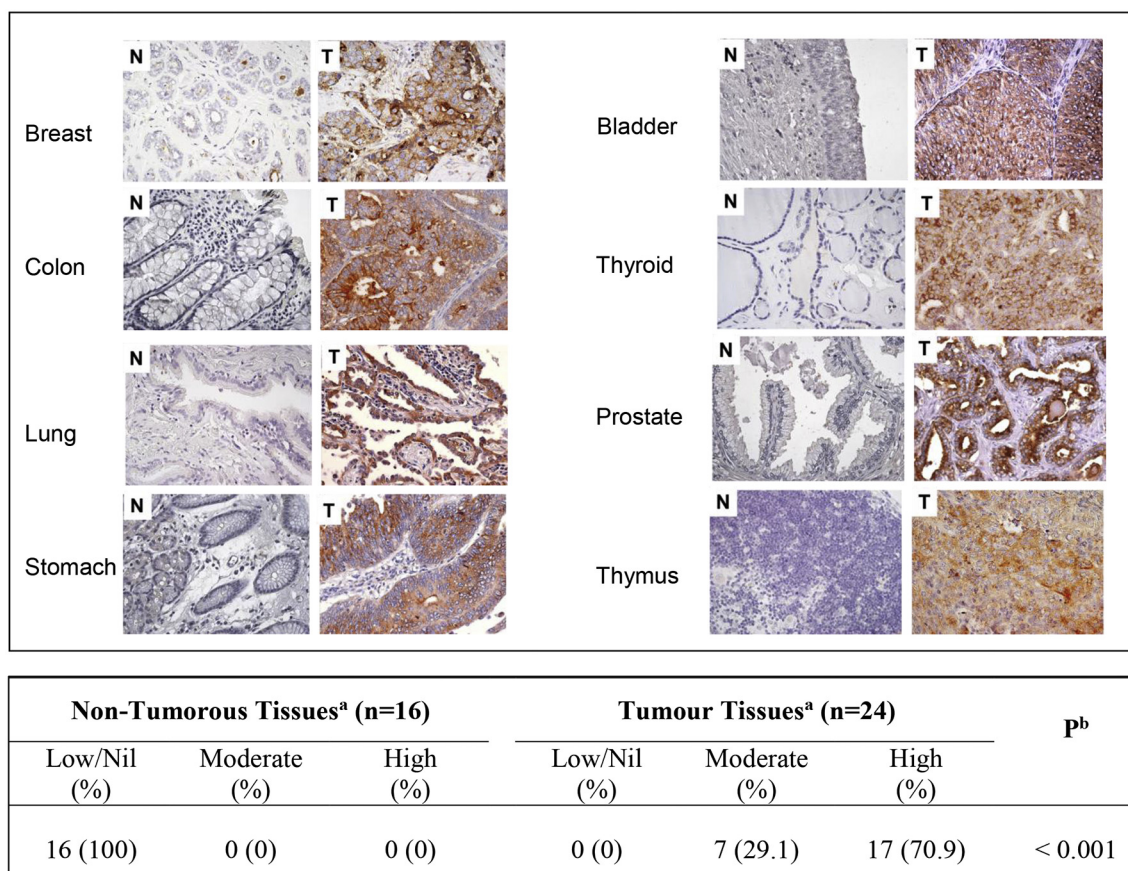 N T
Breast
N T
Colon
N T
Lung
N T
Stomach
N T
Bladder
N T
Thyroid
N T
Prostate
N T
Thymus
Non-Tumorous Tissuesᵃ (n=16) Tumour Tissuesᵃ (n=24) Pᵇ
Low/Nil Moderate High Low/Nil Moderate High
(%) (%) (%) (%) (%) (%)
16 (100) 0 (0) 0 (0) 0 (0) 7 (29.1) 17 (70.9) < 0.001